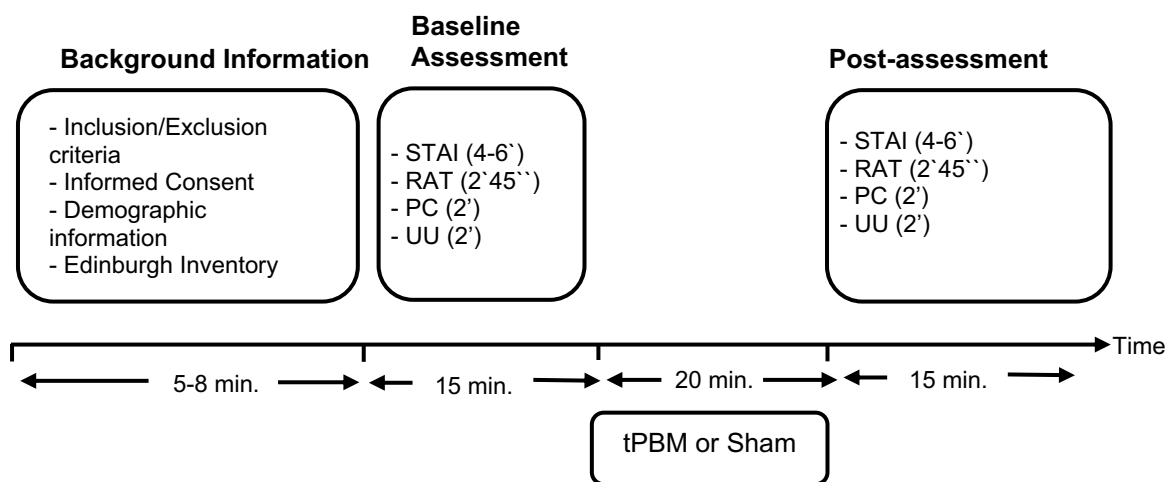 Background Information
Baseline
Assessment
Post-assessment
- Inclusion/Exclusion
criteria
- Informed Consent
- Demographic
information
- Edinburgh Inventory
- STAI (4-6`)
- RAT (2`45``)
- PC (2’)
- UU (2’)
- STAI (4-6`)
- RAT (2`45``)
- PC (2’)
- UU (2’)
Time
5-8 min.
15 min.
20 min.
15 min.
tPBM or Sham